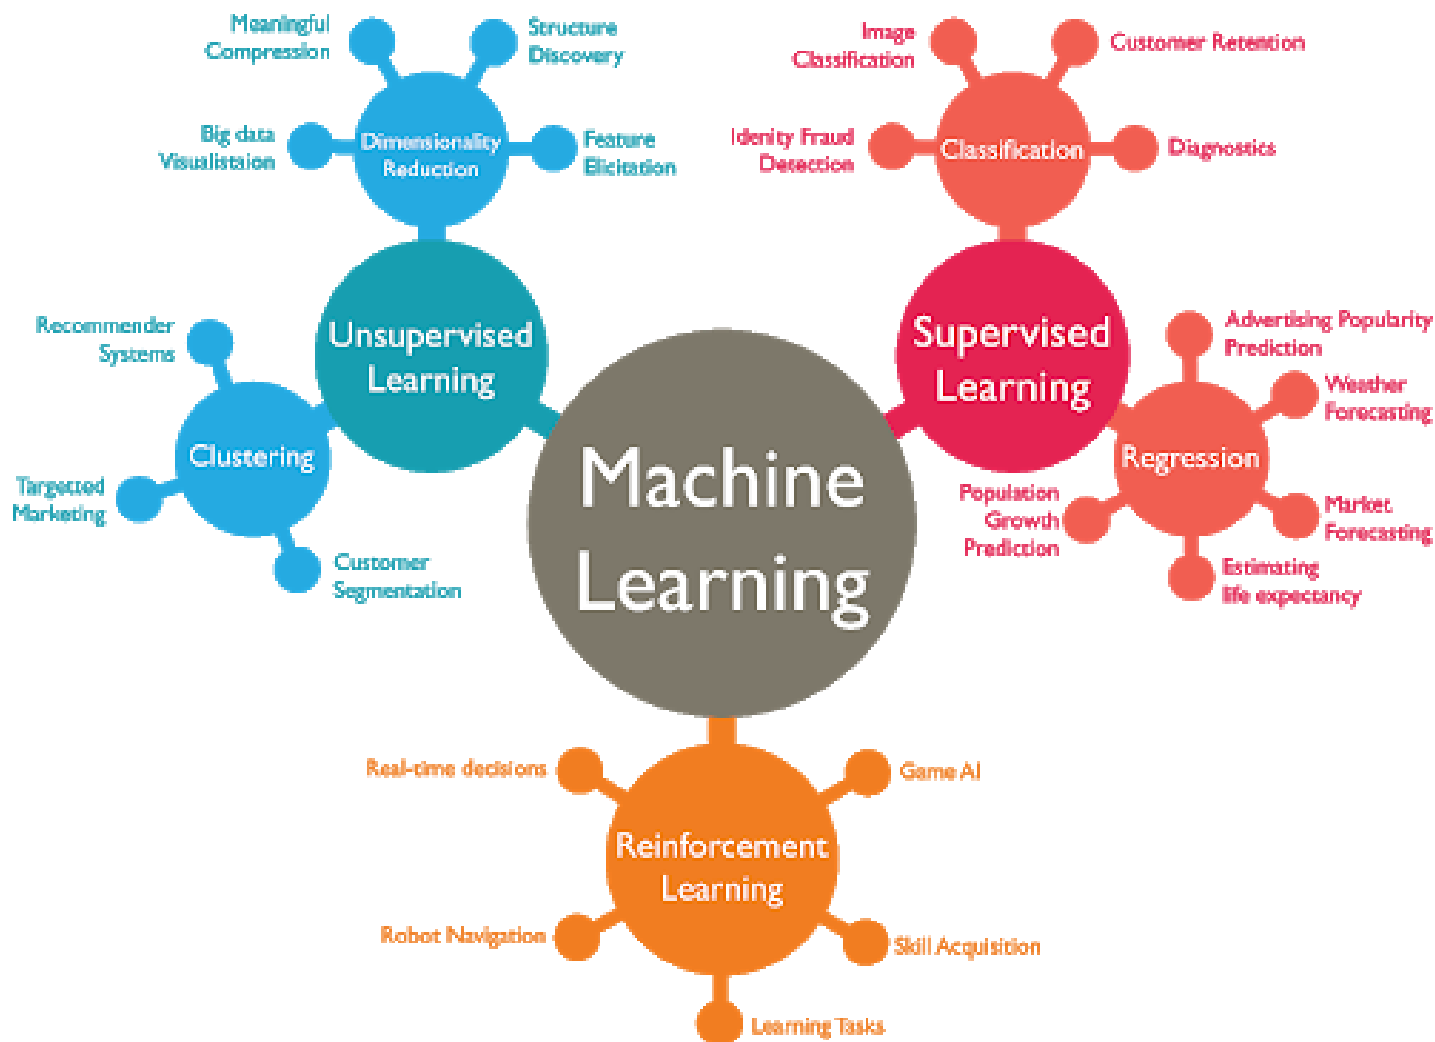 Meaningful
Compression
Structure
Discovery
Big data
Visualistaion
Dimensionality
Reduction
Feature
Elicitation
Unsupervised
Learning
Recommender
Systems
Clustering
Targetted
Marketing
Customer
Segmentation
Machine
Learning
Image
Classification
Customer Retention
Idenity Fraud
Detection
Classification
Diagnostics
Supervised
Learning
Advertising Popularity
Prediction
Weather
Forecasting
Regression
Population
Growth
Prediction
Market
Forecasting
Estimating
life expectancy
Real-time decisions
Game AI
Reinforcement
Learning
Robot Navigation
Skill Acquisition
Learning Tasks